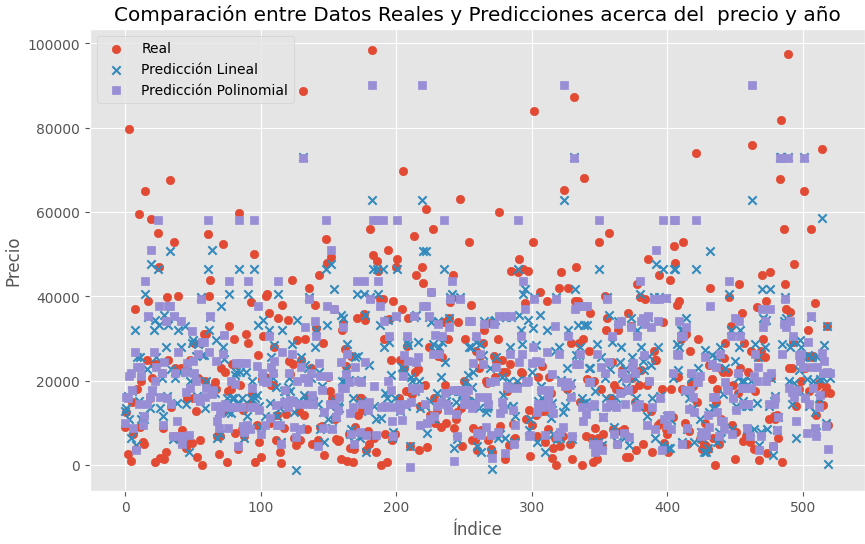 Comparación entre Datos Reales y Predicciones acerca del  precio y año
Real
Predicción Lineal
Predicción Polinomial
100000
80000
60000
40000
20000
0
Precio
0
100
200
300
400
500
Índice